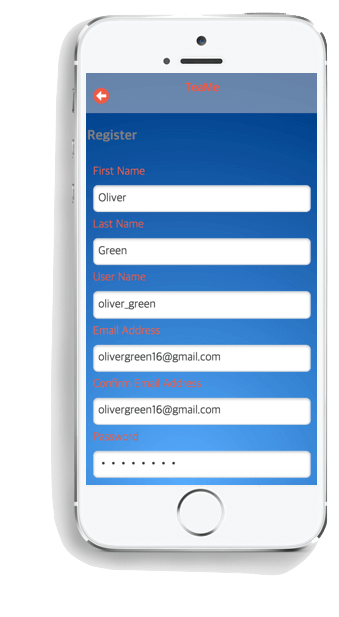 Register
First Name
Oliver
Last Name
Green
User Name
oliver_green
Email Address
olivergreen16@gmail.com
Confirm Email Address
olivergreen16@gmail.com
Password